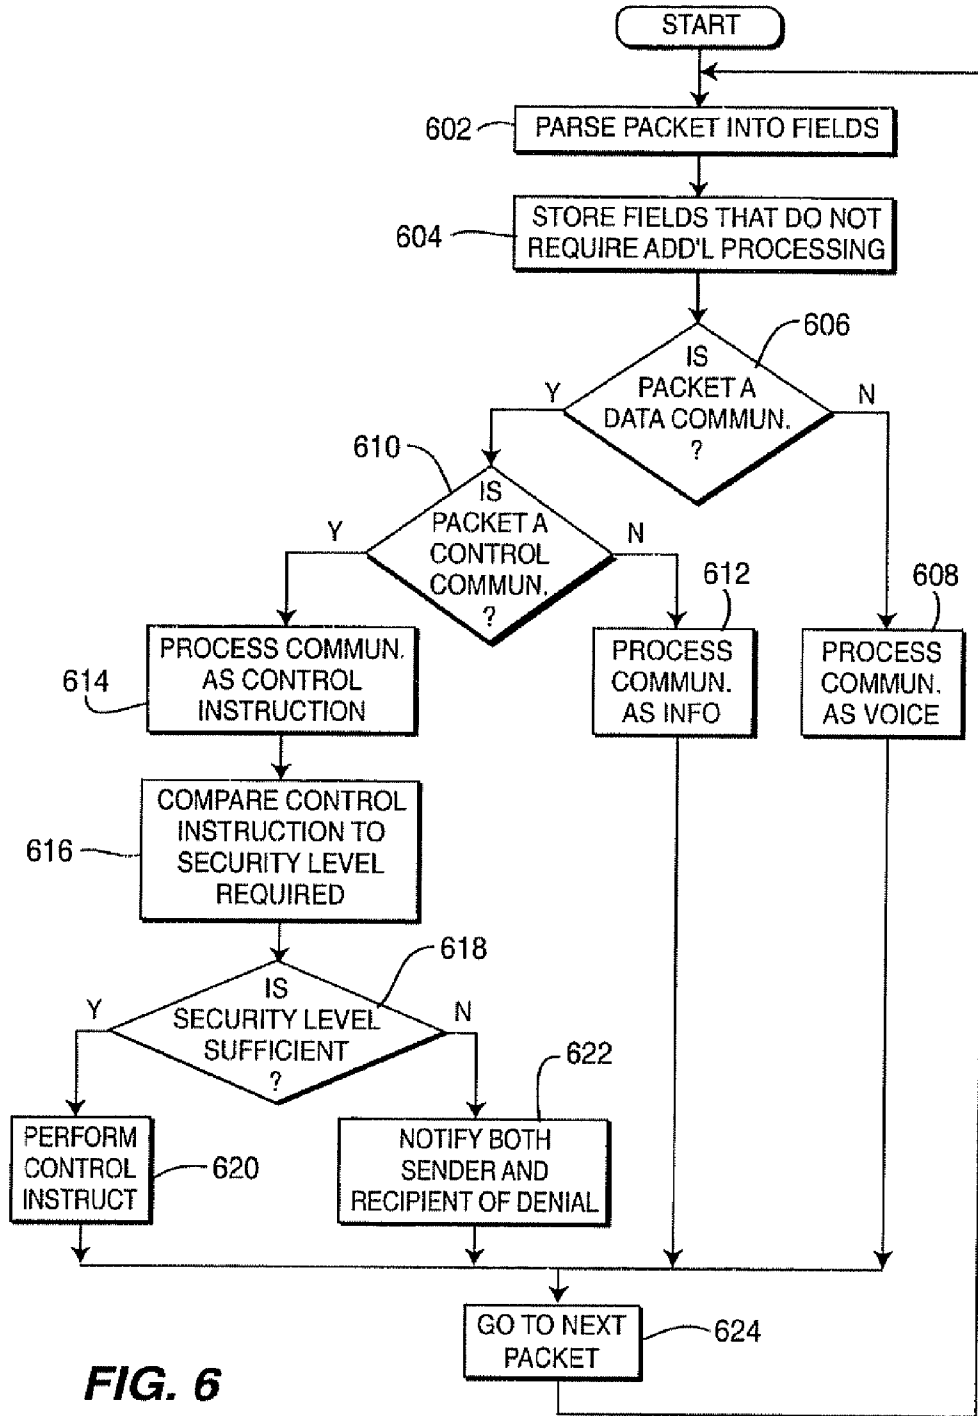 START
602
PARSE PACKET INTO FIELDS
604
STORE FIELDS THAT DO NOT
REQUIRE ADD'L PROCESSING
606
IS
PACKET A
DATA COMMUN.
?
Y
N
610
IS
PACKET A
CONTROL
COMMUN.
?
Y
N
612
608
PROCESS COMMUN.
AS CONTROL
INSTRUCTION
614
PROCESS
COMMUN.
AS INFO
PROCESS
COMMUN.
AS VOICE
COMPARE CONTROL
INSTRUCTION TO
SECURITY LEVEL
REQUIRED
616
618
IS
SECURITY LEVEL
SUFFICIENT
?
Y
N
622
PERFORM
CONTROL
INSTRUCT
620
NOTIFY BOTH
SENDER AND
RECIPIENT OF DENIAL
GO TO NEXT
PACKET
624
FIG. 6